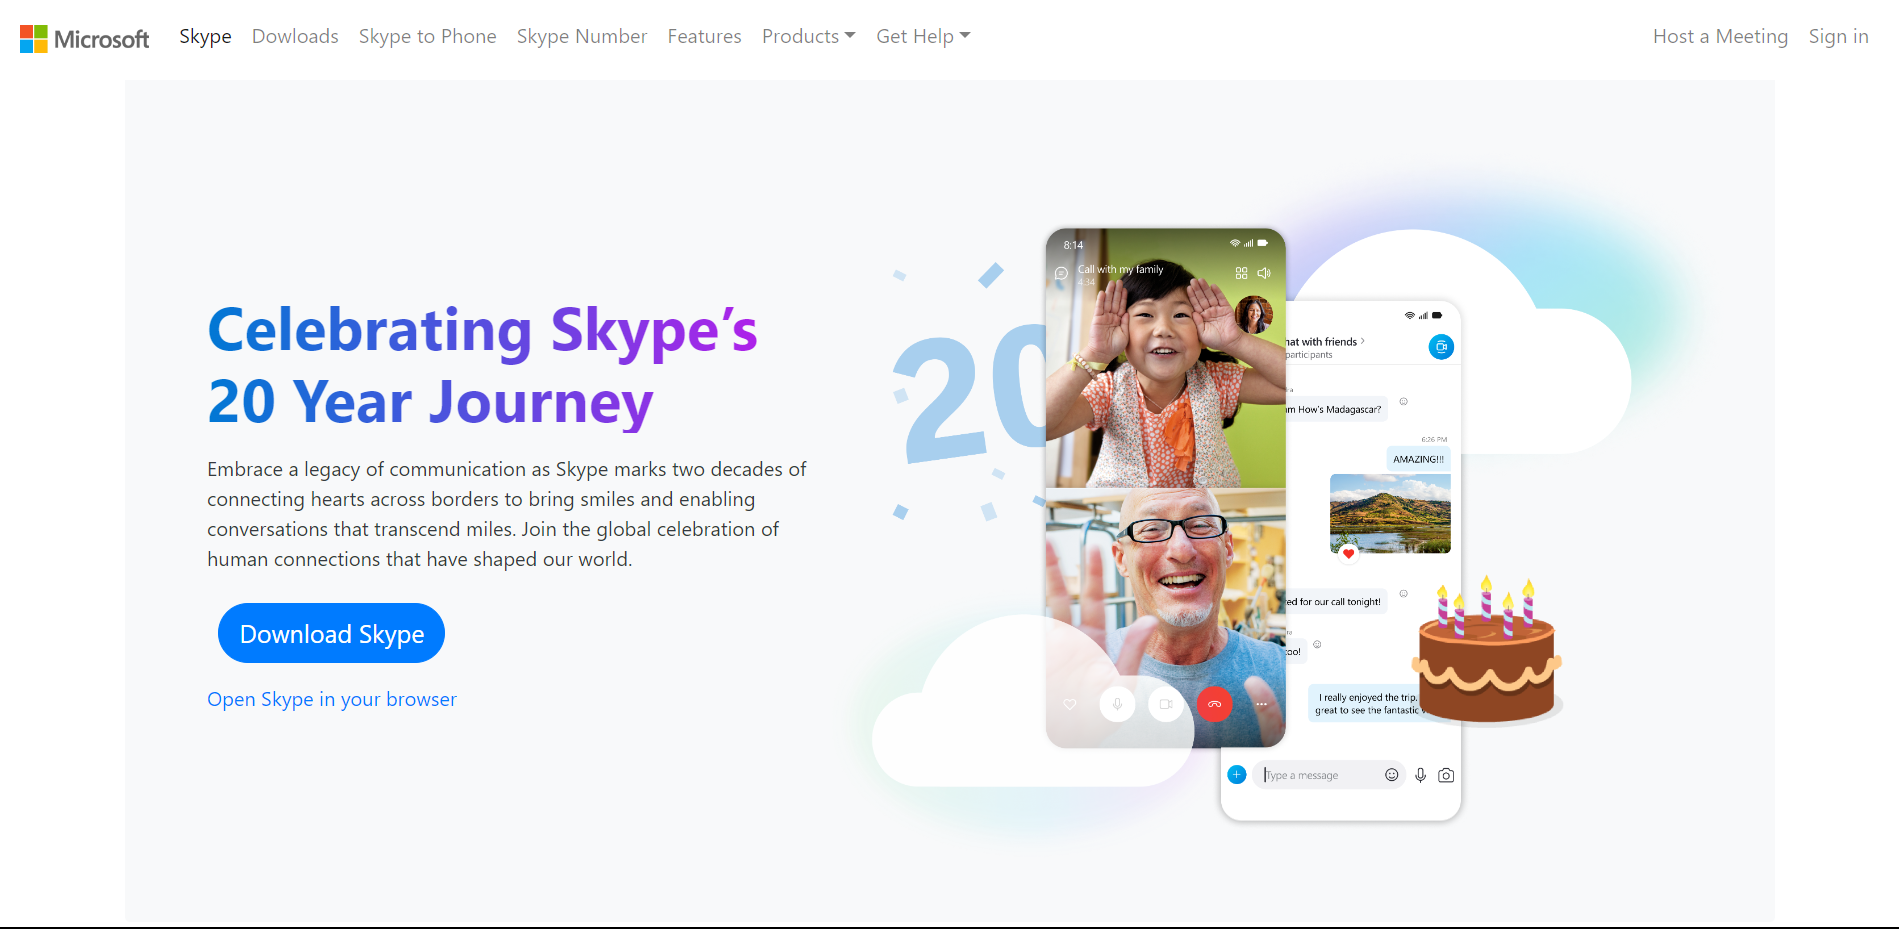 Microsoft
Skype
Dowloads
Skype to Phone
Skype Number
Features
Products
Get Help
Host a Meeting
Sign in
Celebrating Skype’s
20 Year Journey
Embrace a legacy of communication as Skype marks two decades of
connecting hearts across borders to bring smiles and enabling
conversations that transcend miles. Join the global celebration of
human connections that have shaped our world.
Download Skype
Open Skype in your browser
20
8:14
Call with my family
4:34
hat with friends
participants
am How's Madagascar?
6:26 PM
AMAZING!!!
ed for our call tonight!
too!
I really enjoyed the trip.
great to see the fantastic
Type a message